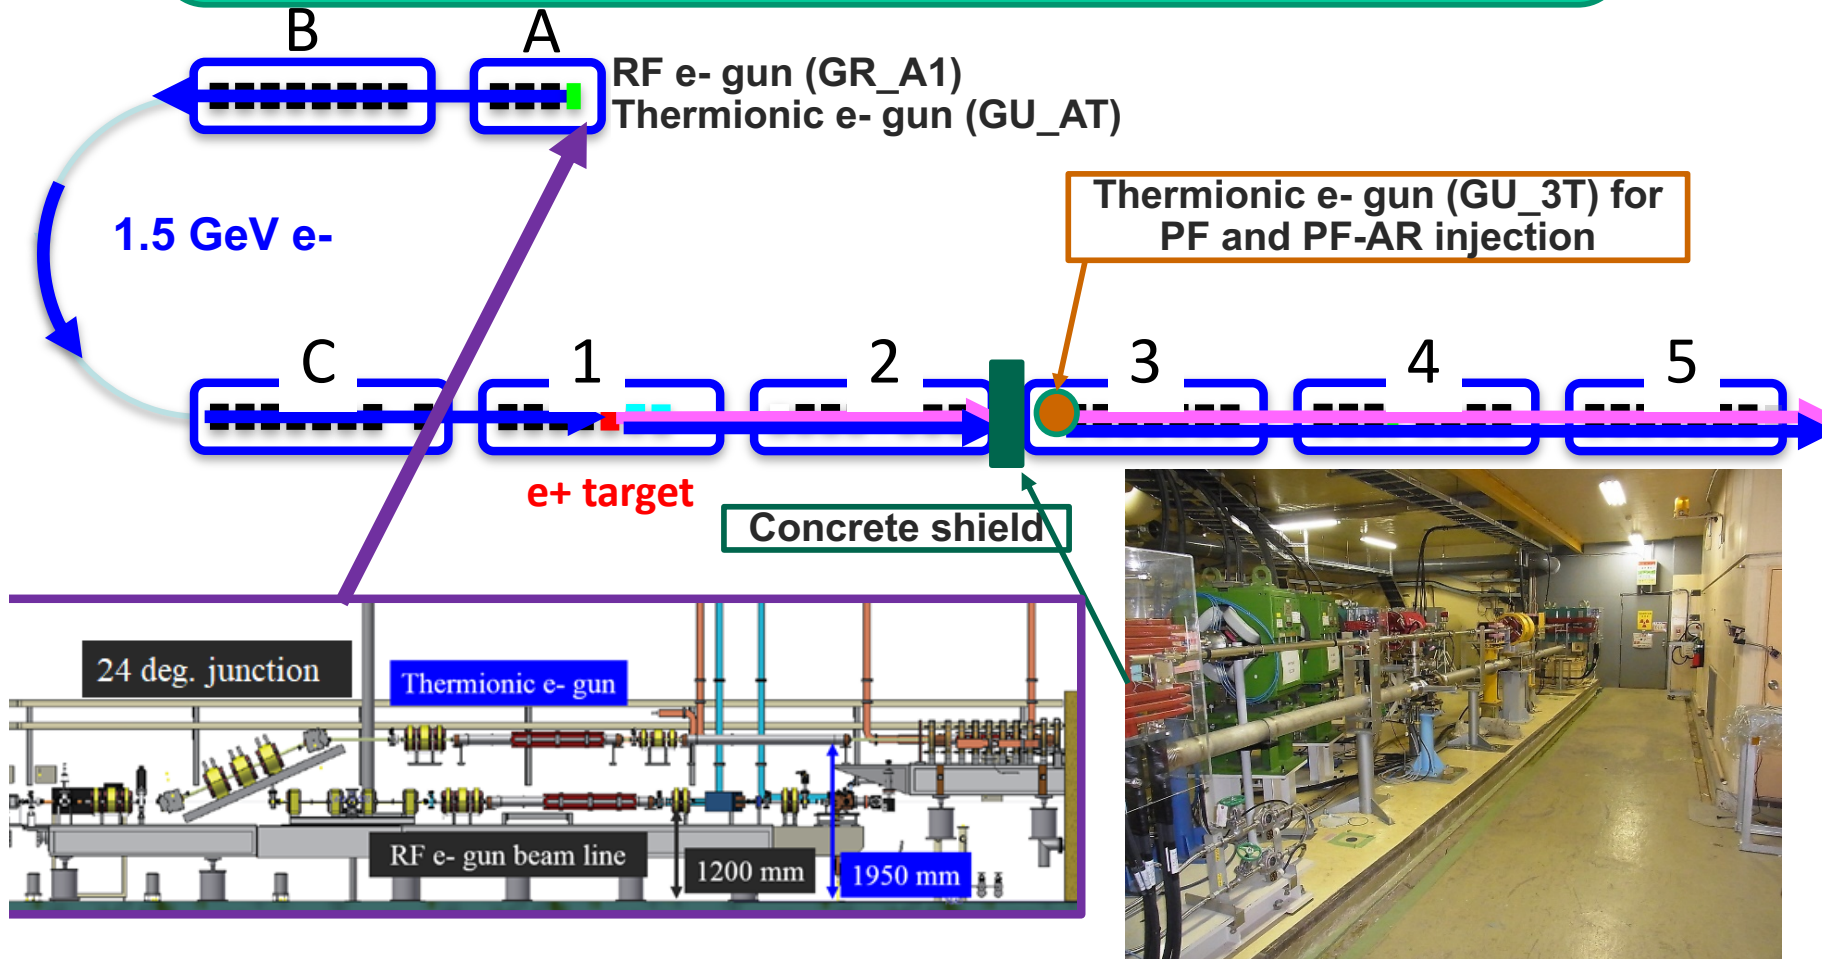 B
A
RF e- gun (GR_A1)
Thermionic e- gun (GU_AT)
Thermionic e- gun (GU_3T) for
PF and PF-AR injection
1.5 GeV e-
C
1
2
3
4
5
e+ target
Concrete shield
24 deg. junction
Thermionic e- gun
RF e- gun beam line
1200 mm
1950 mm